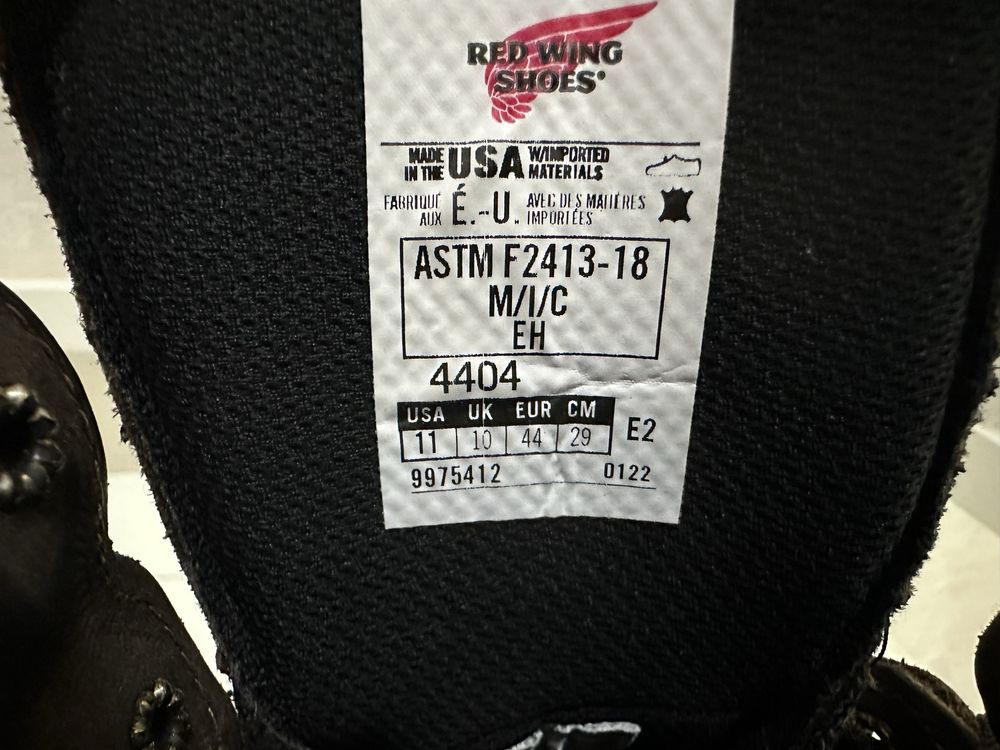 RED WING
SHOES®
MADE IN THE USA W/IMPORTED MATERIALS
FABRIQUÉ AUX É.-U. AVEC DES MATIÈRES IMPORTÉES
ASTM F2413-18
M/I/C
EH
4404
USA UK EUR CM
11 10 44 29 E2
9975412 0122